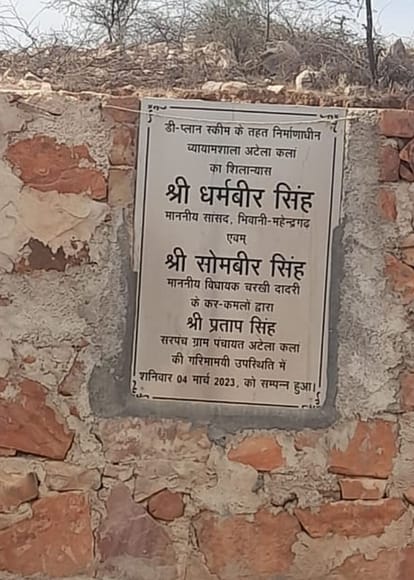 डी-प्लान स्कीम के तहत निर्माणाधीन
व्यायामशाला अटेला कलां
का शिलान्यास
श्री धर्मबीर सिंह
माननीय सांसद, भिवानी-महेन्द्रगढ़
एवम्
श्री सोमबीर सिंह
माननीय विधायक चरखी दादरी
के कर-कमलों द्वारा
श्री प्रताप सिंह
सरपंच ग्राम पंचायत अटेला कलां
की गरिमामयी उपस्थिति में
शनिवार 04 मार्च 2023, को सम्पन्न हुआ।